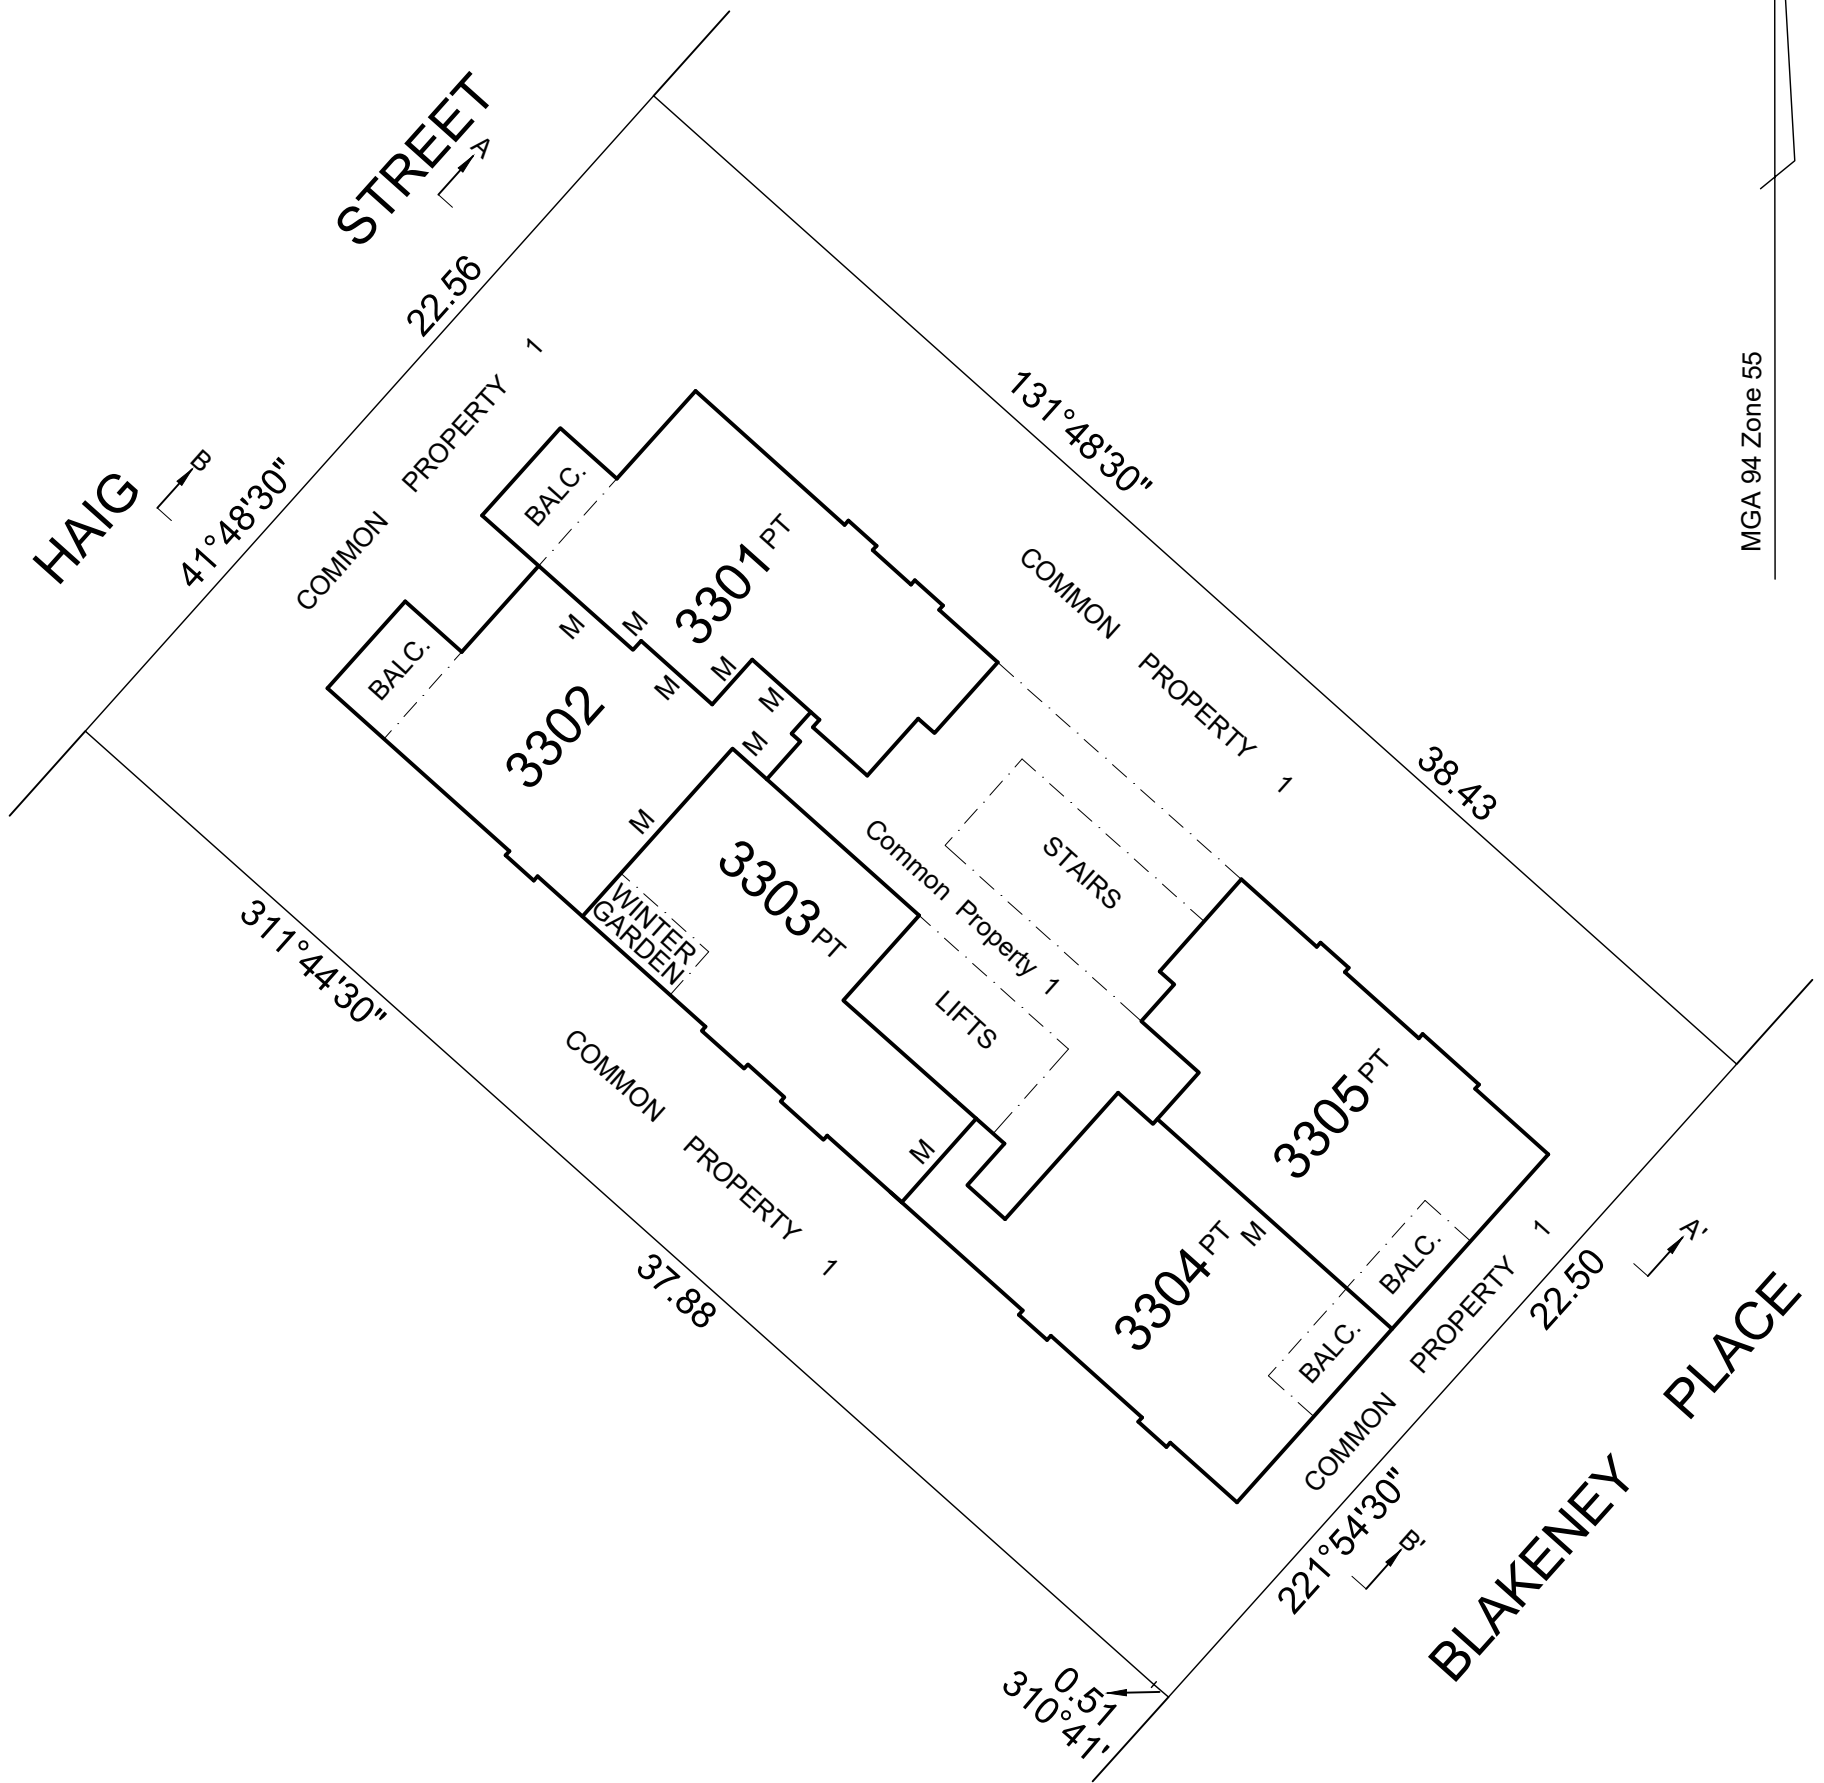 HAIG STREET
A
B
22.56
41°48'30"
131°48'30"
38.43
MGA 94 Zone 55
COMMON PROPERTY 1
COMMON PROPERTY 1
BALC.
3301 PT
M
M
M
M
M
M
BALC.
3302
M
3303 PT
WINTER
GARDEN
Common Property 1
STAIRS
LIFTS
M
311°44'30"
COMMON PROPERTY 1
37.88
3305 PT
BALC.
3304 PT
M
BALC.
COMMON PROPERTY 1
22.50
221°54'30"
A'
B'
BLAKENEY PLACE
0.51
310°41'